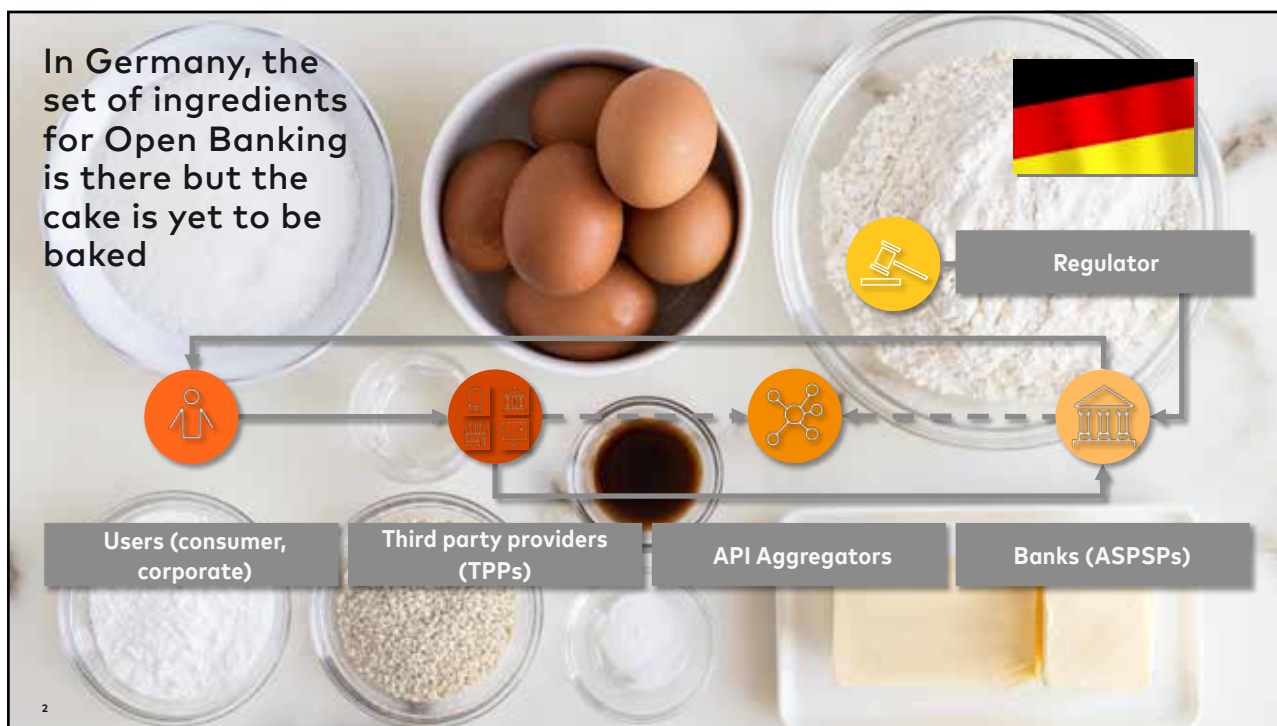 In Germany, the
set of ingredients
for Open Banking
is there but the
cake is yet to be
baked
Regulator
Users (consumer,
corporate)
Third party providers
(TPPs)
API Aggregators
Banks (ASPSPs)
2